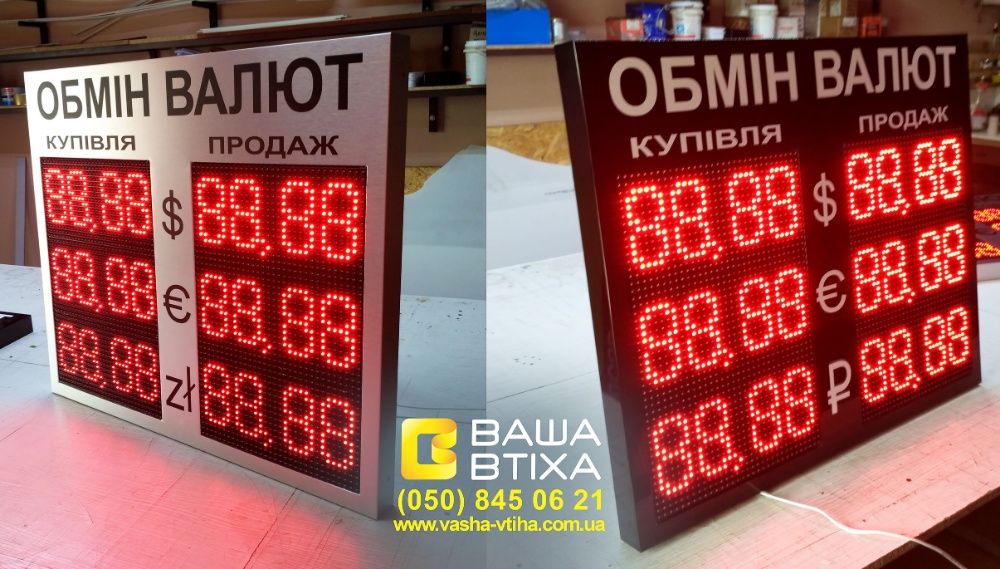 ОБМІН ВАЛЮТ
КУПІВЛЯ ПРОДАЖ
88.88 $ 88.88
88.88 € 88.88
88.88 zł 88.88
ОБМІН ВАЛЮТ
КУПІВЛЯ ПРОДАЖ
88.88 $ 88.88
88.88 € 88.88
88.88 ₽ 88.88
ВАША
ВТІХА
(050) 845 06 21
www.vasha-vtiha.com.ua